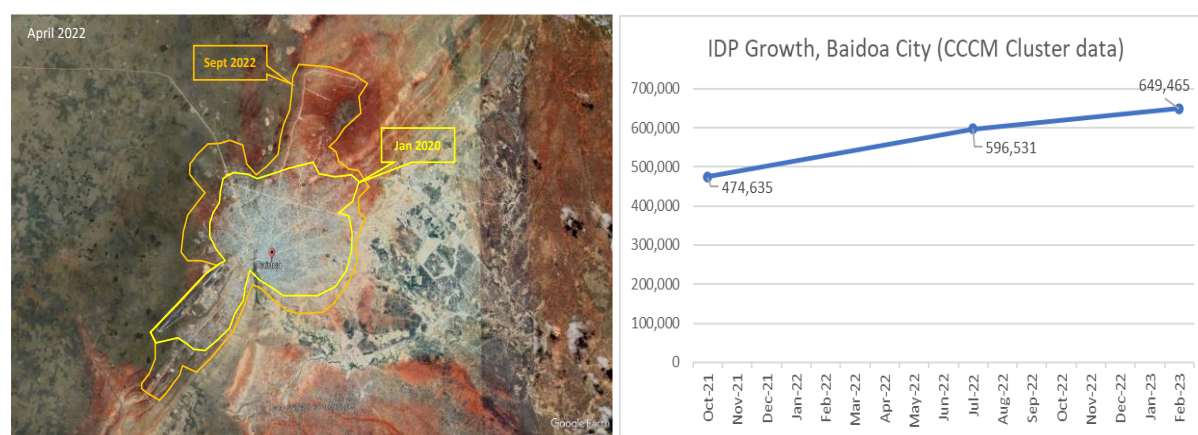 April 2022
Sept 2022
Jan 2020
Baidoa
Google Earth
IDP Growth, Baidoa City (CCCM Cluster data)
700,000
600,000
500,000
400,000
300,000
200,000
100,000
0
474,635
596,531
649,465
Oct-21
Nov-21
Dec-21
Jan-22
Feb-22
Mar-22
Apr-22
May-22
Jun-22
Jul-22
Aug-22
Sep-22
Oct-22
Nov-22
Dec-22
Jan-23
Feb-23